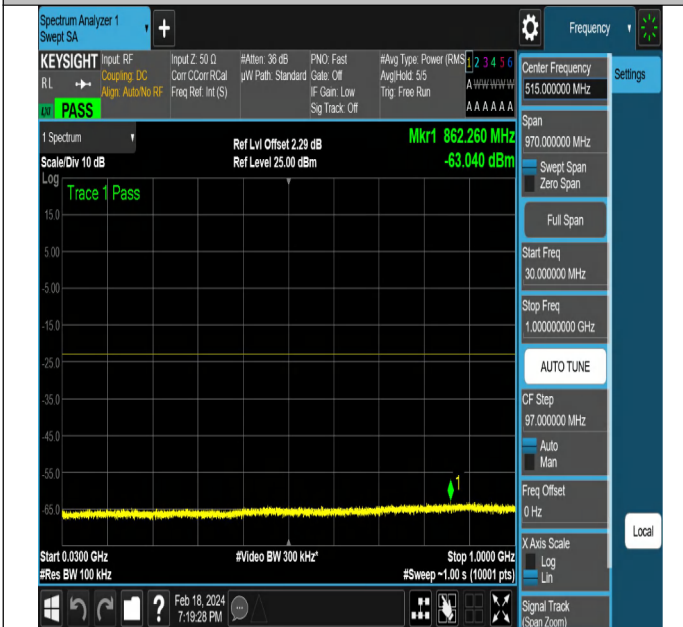 Spectrum Analyzer 1
Swept SA
Frequency
KEYSIGHT
RL
PASS
Input: RF
Coupling: DC
Align: Auto/No RF
Input Z: 50 Ω
Corr CCorr RCal
Freq Ref: Int (S)
#Atten: 36 dB
µW Path: Standard
PNO: Fast
Gate: Off
IF Gain: Low
Sig Track: Off
#Avg Type: Power (RMS
Avg|Hold: 5/5
Trig: Free Run
1 2 3 4 5 6
A W W W W W
A A A A A A
1 Spectrum
Scale/Div 10 dB
Ref Lvl Offset 2.29 dB
Ref Level 25.00 dBm
Mkr1 862.260 MHz
-63.040 dBm
Log
Trace 1 Pass
15.0
5.00
-5.00
-15.0
-25.0
-35.0
-45.0
-55.0
-65.0
1
Start 0.0300 GHz
#Res BW 100 kHz
#Video BW 300 kHz*
Stop 1.0000 GHz
#Sweep ~1.00 s (10001 pts)
Feb 18, 2024
7:19:28 PM
Center Frequency
515.000000 MHz
Span
970.000000 MHz
Swept Span
Zero Span
Full Span
Start Freq
30.000000 MHz
Stop Freq
1.000000000 GHz
AUTO TUNE
CF Step
97.000000 MHz
Auto
Man
Freq Offset
0 Hz
X Axis Scale
Log
Lin
Signal Track
(Span Zoom)
Settings
Local